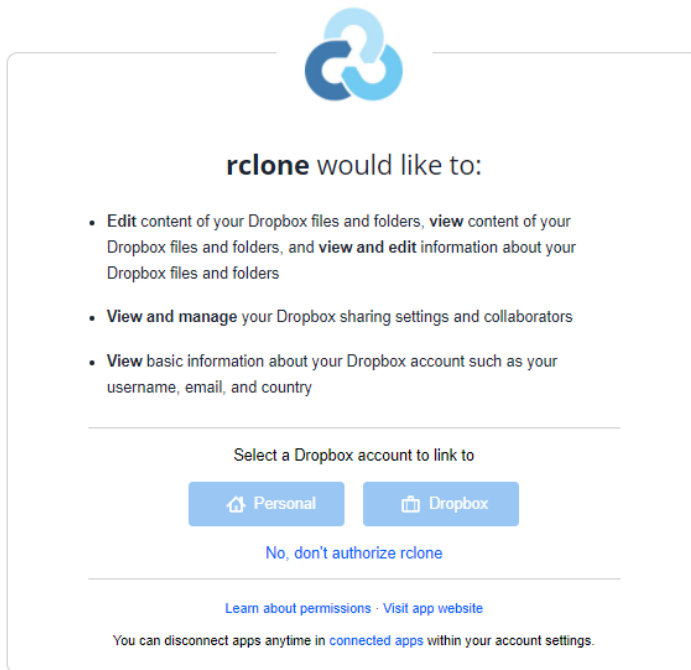 rclone would like to:
• Edit content of your Dropbox files and folders, view content of your
Dropbox files and folders, and view and edit information about your
Dropbox files and folders
• View and manage your Dropbox sharing settings and collaborators
• View basic information about your Dropbox account such as your
username, email, and country
Select a Dropbox account to link to
Personal Dropbox
No, don't authorize rclone
Learn about permissions · Visit app website
You can disconnect apps anytime in connected apps within your account settings.